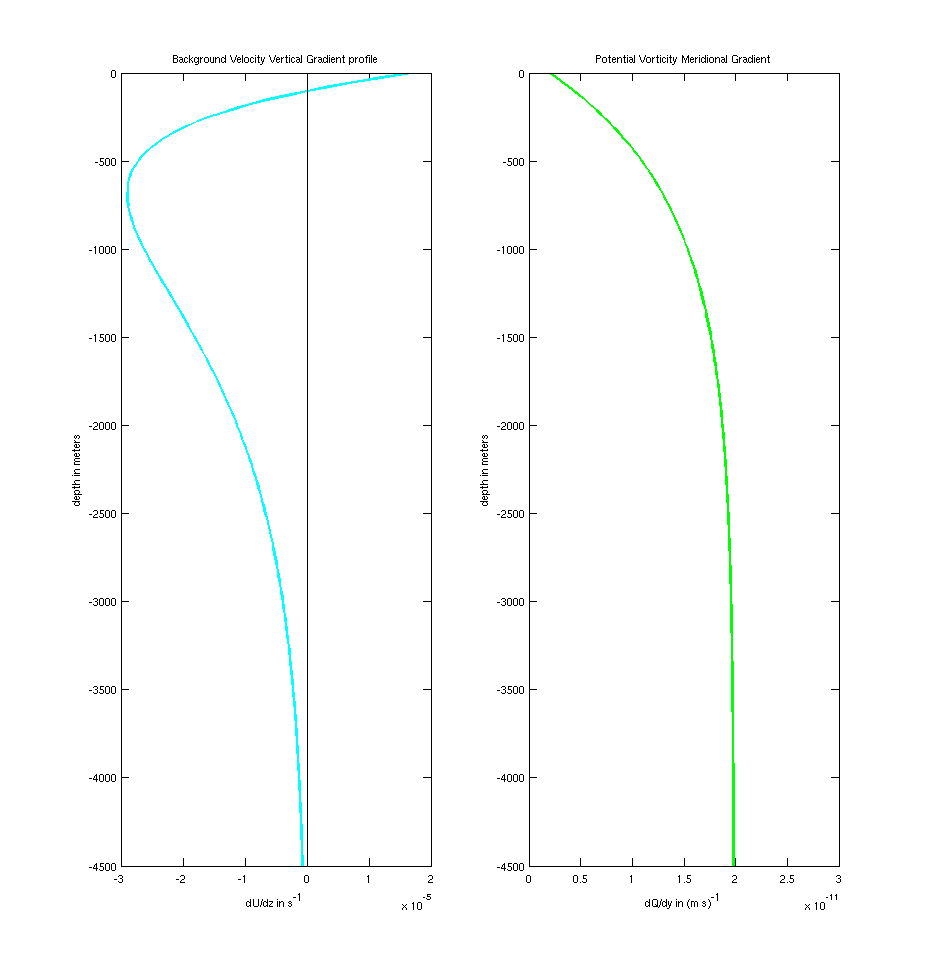 Background Velocity Vertical Gradient profile
0
-500
-1000
-1500
-2000
-2500
-3000
-3500
-4000
-4500
depth in meters
-3 -2 -1 0 1 2
dU/dz in s⁻¹
x 10⁻⁵
Potential Vorticity Meridional Gradient
0
-500
-1000
-1500
-2000
-2500
-3000
-3500
-4000
-4500
depth in meters
0 0.5 1 1.5 2 2.5 3
dQ/dy in (m s)⁻¹
x 10⁻¹¹